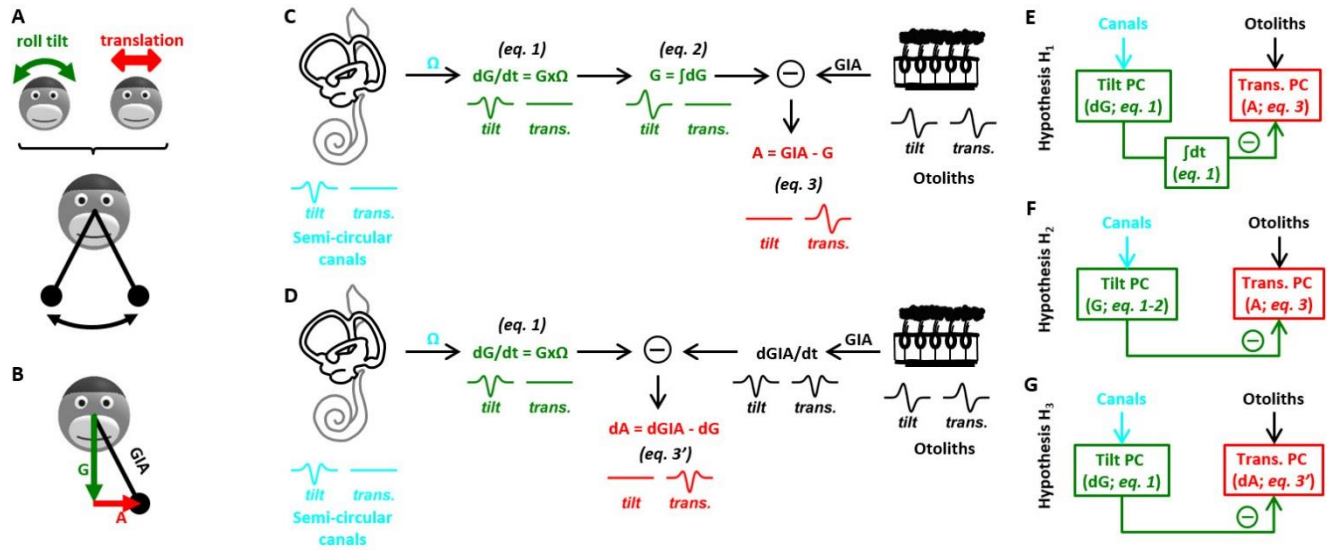 A
roll tilt
translation
B
G
GIA
A
C
Ω
(eq. 1)
dG/dt = GxΩ
tilt
trans.
(eq. 2)
G = ∫dG
tilt
trans.
−
GIA
A = GIA - G
(eq. 3)
tilt
trans.
tilt
trans.
Otoliths
tilt
trans.
Semi-circular
canals
D
Ω
(eq. 1)
dG/dt = GxΩ
tilt
trans.
−
dGIA/dt
tilt
trans.
GIA
dA = dGIA - dG
(eq. 3’)
tilt
trans.
tilt
trans.
Otoliths
tilt
trans.
Semi-circular
canals
E
Hypothesis H₁
Canals
Otoliths
Tilt PC
(dG; eq. 1)
Trans. PC
(A; eq. 3)
−
∫dt
(eq. 1)
F
Hypothesis H₂
Canals
Otoliths
Tilt PC
(G; eq. 1-2)
Trans. PC
(A; eq. 3)
−
G
Hypothesis H₃
Canals
Otoliths
Tilt PC
(dG; eq. 1)
Trans. PC
(dA; eq. 3’)
−